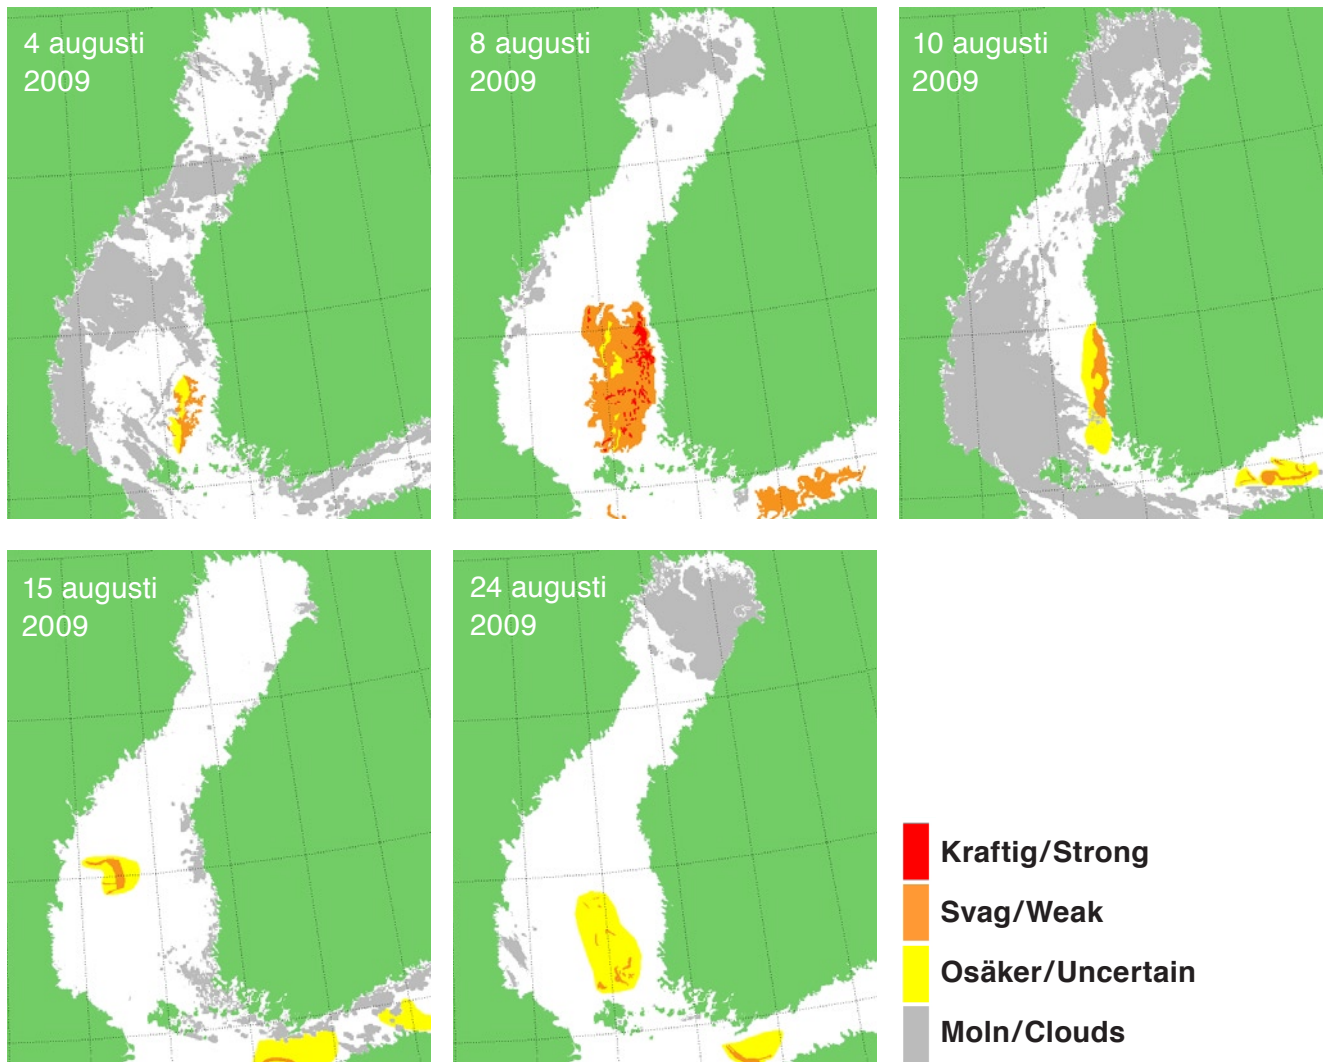 4 augusti
2009
8 augusti
2009
10 augusti
2009
15 augusti
2009
24 augusti
2009
Kraftig/Strong
Svag/Weak
Osäker/Uncertain
Moln/Clouds